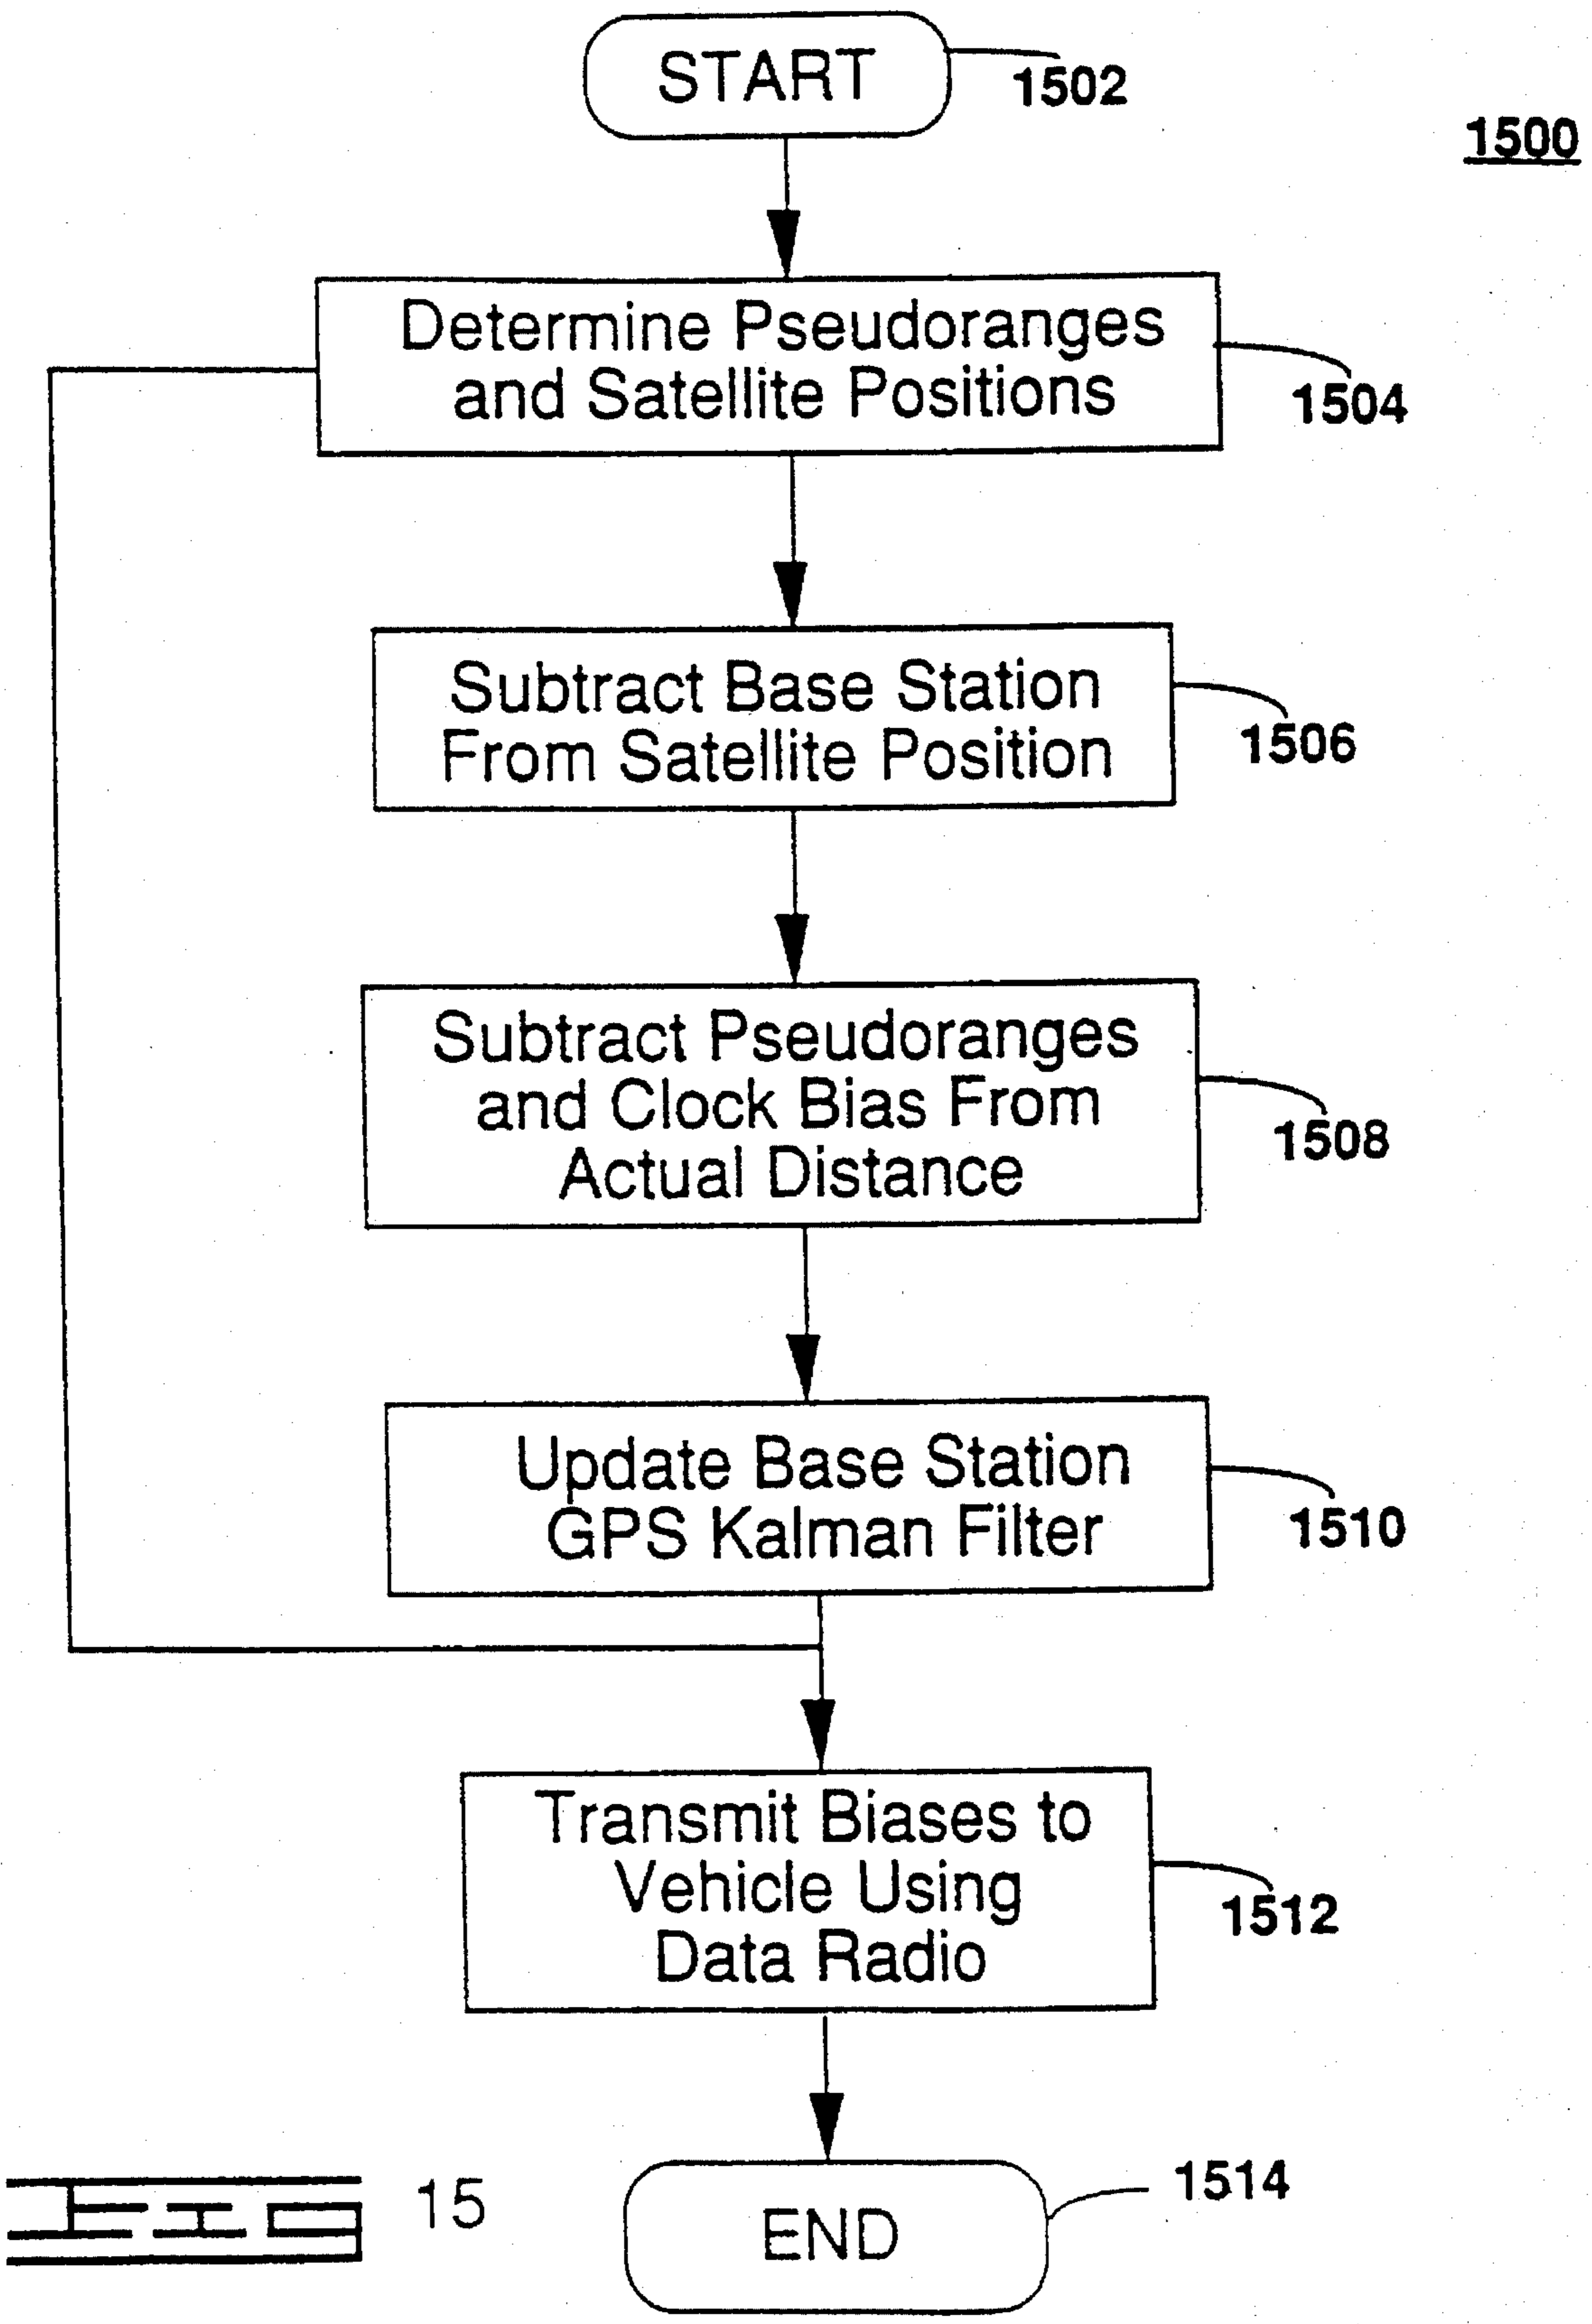 START
1502
1500
Determine Pseudoranges
and Satellite Positions
1504
Subtract Base Station
From Satellite Position
1506
Subtract Pseudoranges
and Clock Bias From
Actual Distance
1508
Update Base Station
GPS Kalman Filter
1510
Transmit Biases to
Vehicle Using
Data Radio
1512
END
1514
FIG 15